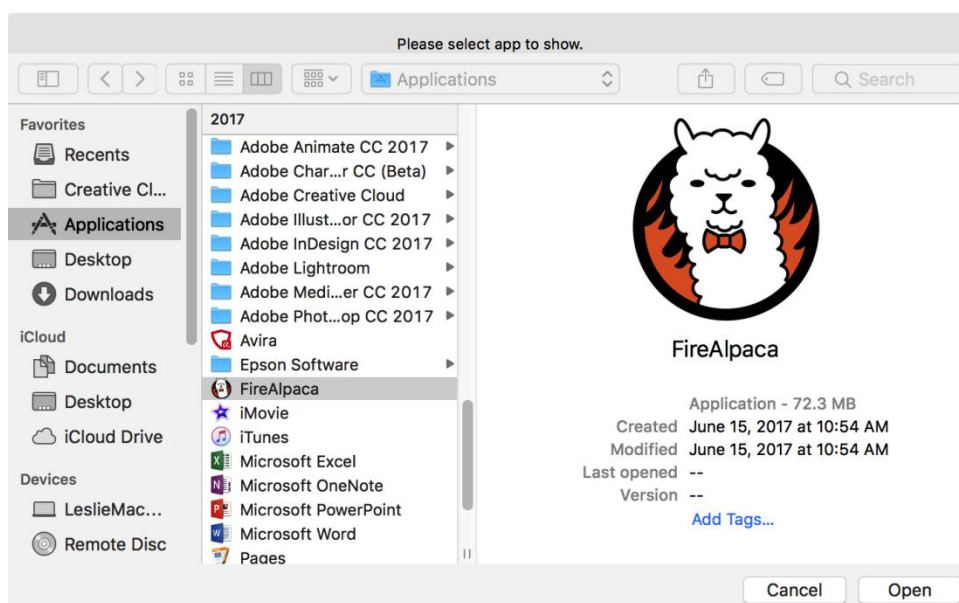 Please select app to show.
Applications
Search
Favorites
Recents
Creative Cl...
Applications
Desktop
Downloads
iCloud
Documents
Desktop
iCloud Drive
Devices
LeslieMac...
Remote Disc
2017
Adobe Animate CC 2017
Adobe Char...r CC (Beta)
Adobe Creative Cloud
Adobe Illust...or CC 2017
Adobe InDesign CC 2017
Adobe Lightroom
Adobe Medi...er CC 2017
Adobe Phot...op CC 2017
Avira
Epson Software
FireAlpaca
iMovie
iTunes
Microsoft Excel
Microsoft OneNote
Microsoft PowerPoint
Microsoft Word
Pages
FireAlpaca
Application - 72.3 MB
Created June 15, 2017 at 10:54 AM
Modified June 15, 2017 at 10:54 AM
Last opened --
Version --
Add Tags...
Cancel
Open